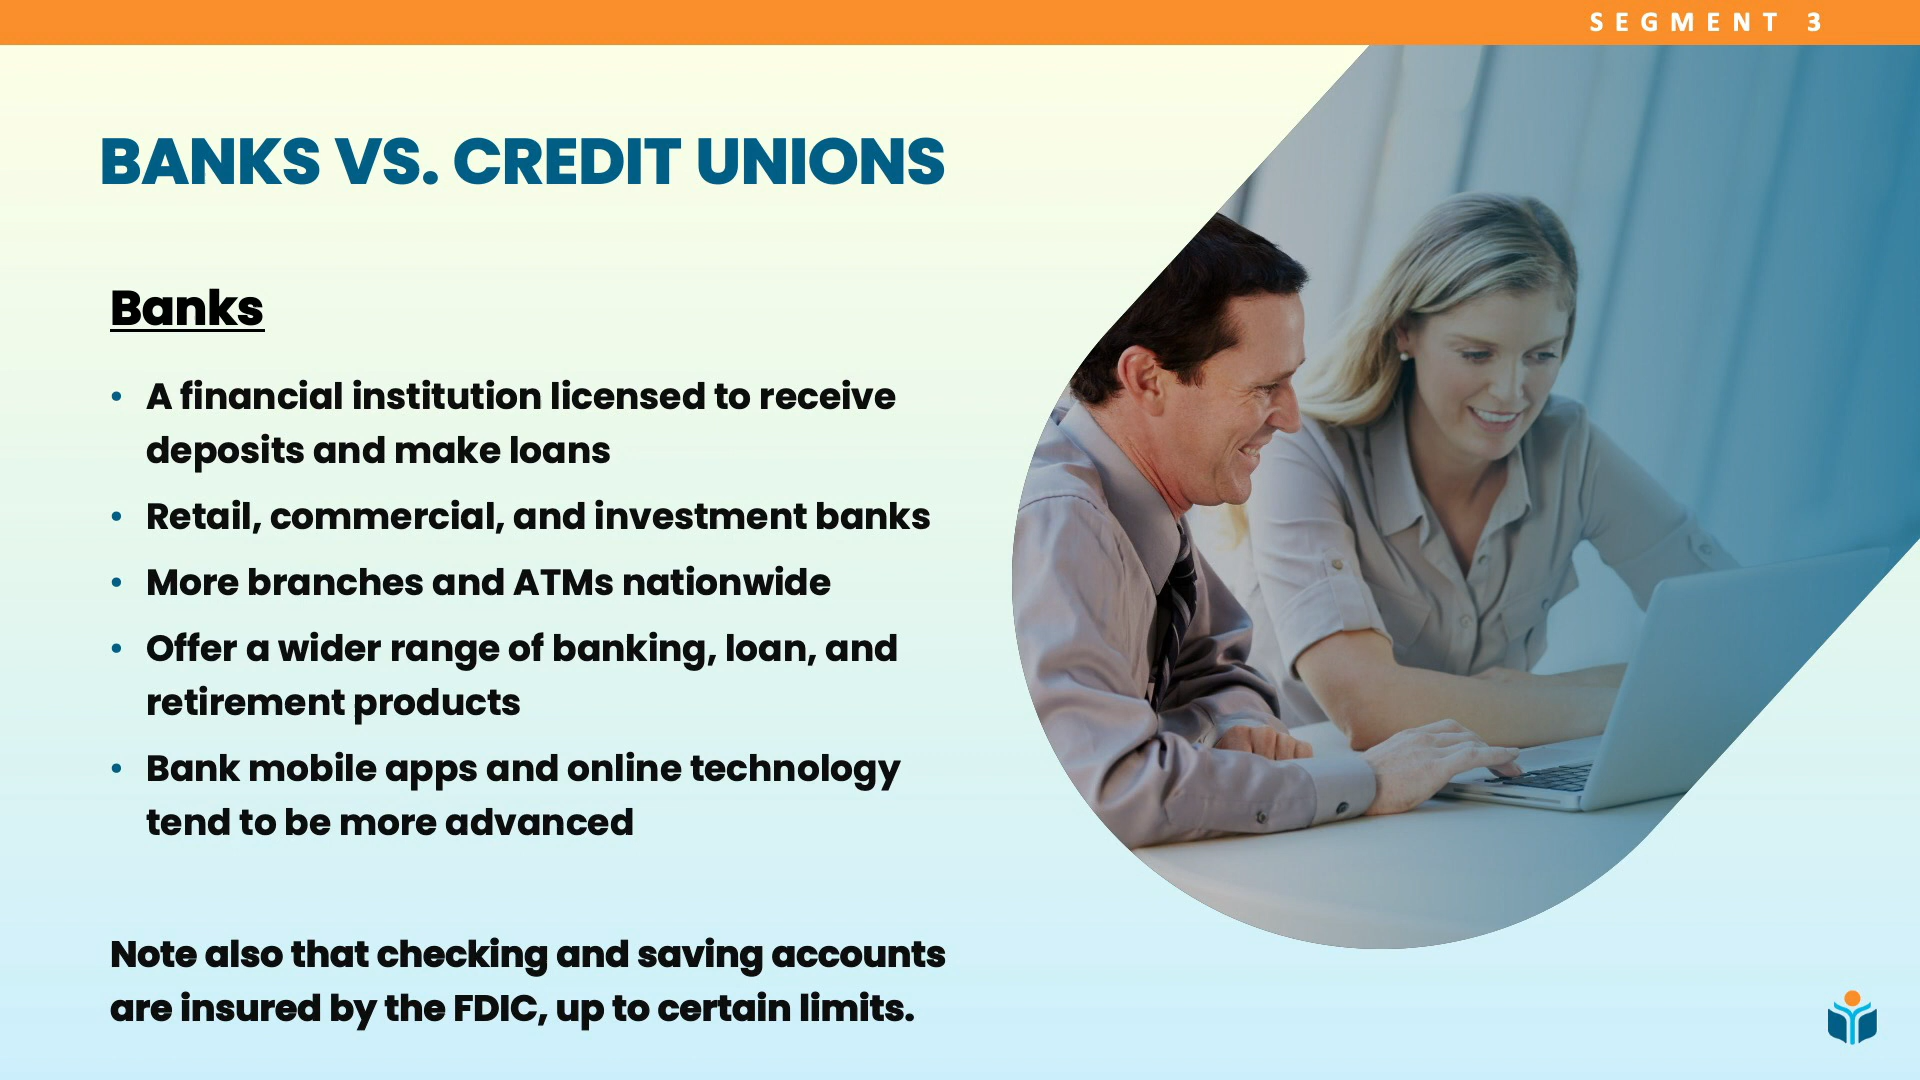 SEGMENT 3
BANKS VS. CREDIT UNIONS
Banks
• A financial institution licensed to receive
deposits and make loans
• Retail, commercial, and investment banks
• More branches and ATMs nationwide
• Offer a wider range of banking, loan, and
retirement products
• Bank mobile apps and online technology
tend to be more advanced
Note also that checking and saving accounts
are insured by the FDIC, up to certain limits.